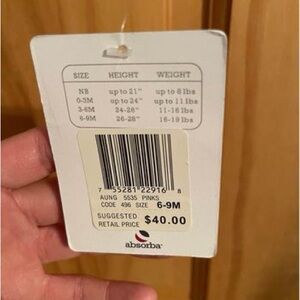 SIZE HEIGHT WEIGHT
NB up to 21" up to 8 lbs
0-3M up to 24" up to 11 lbs
3-6M 24-26" 11-16 lbs
6-9M 26-28" 16-19 lbs
7 55281 22916 8
AUNG 5535 PINKS
CODE 496 SIZE 6-9M
SUGGESTED
RETAIL PRICE $40.00
absorba®